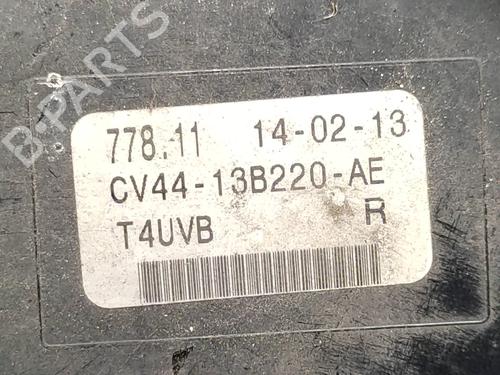 B-PARTS
778.11 14-02-13
CV44-13B220-AE
T4UVB R